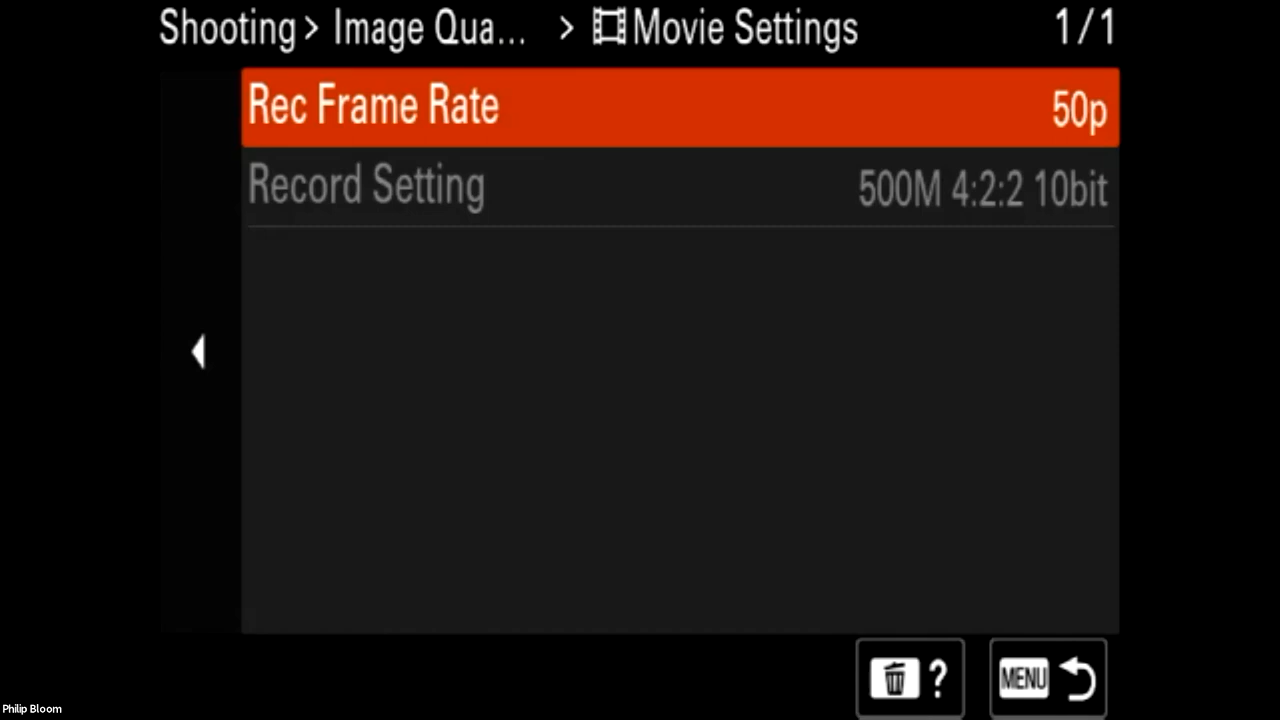 Shooting > Image Qua... > Movie Settings 1/1
Rec Frame Rate 50p
Record Setting 500M 4:2:2 10bit
? MENU
Philip Bloom